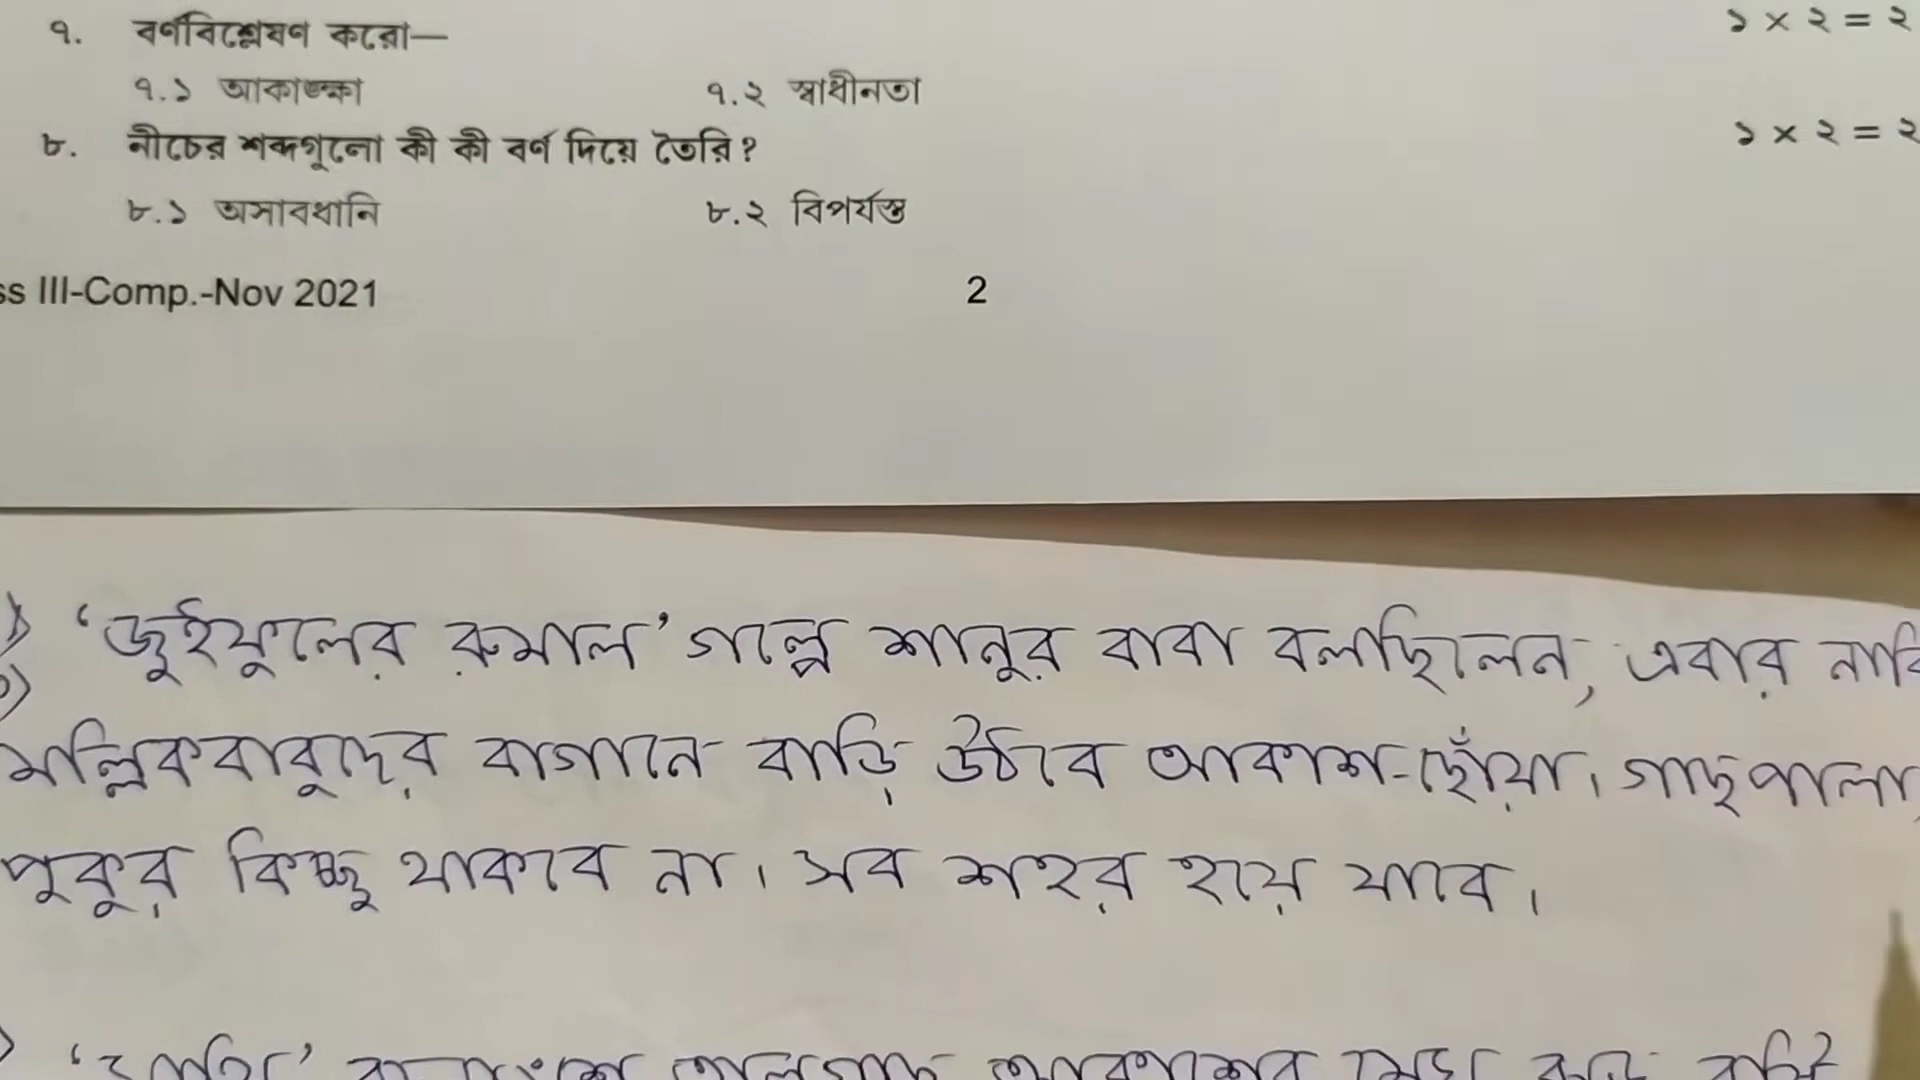 ৭. বর্ণবিশ্লেষণ করো— ১ × ২ = ২
৭.১ আকাঙ্ক্ষা ৭.২ স্বাধীনতা
৮. নীচের শব্দগুলো কী কী বর্ণ দিয়ে তৈরি? ১ × ২ = ২
৮.১ অসাবধানি ৮.২ বিপর্যস্ত
ss III-Comp.-Nov 2021 2
'জুঁইফুলের রুমাল' গল্পে শানুর বাবা বলছিলেন, এবার নাকি
মল্লিকবাবুদের বাগানে বাড়ি উঠবে আকাশ-ছোঁয়া। গাছপালা,
পুকুর কিচ্ছু থাকবে না। সব শহর হয়ে যাবে।